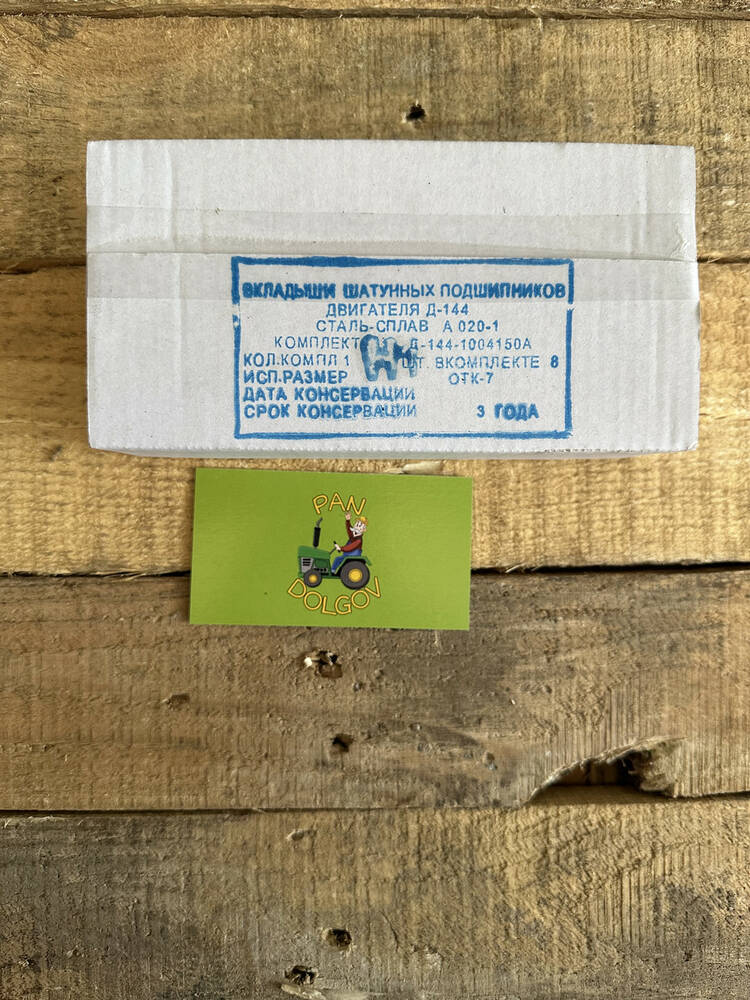 ВКЛАДЫШИ ШАТУННЫХ ПОДШИПНИКОВ
ДВИГАТЕЛЯ Д-144
СТАЛЬ-СПЛАВ А 020-1
КОМПЛЕКТ Д-144-1004150А
КОЛ.КОМПЛ 1 ШТ. ВКОМПЛЕКТЕ 8
ИСП.РАЗМЕР Н1 ОТК-7
ДАТА КОНСЕРВАЦИИ
СРОК КОНСЕРВАЦИИ 3 ГОДА
PAN
DOLGOV